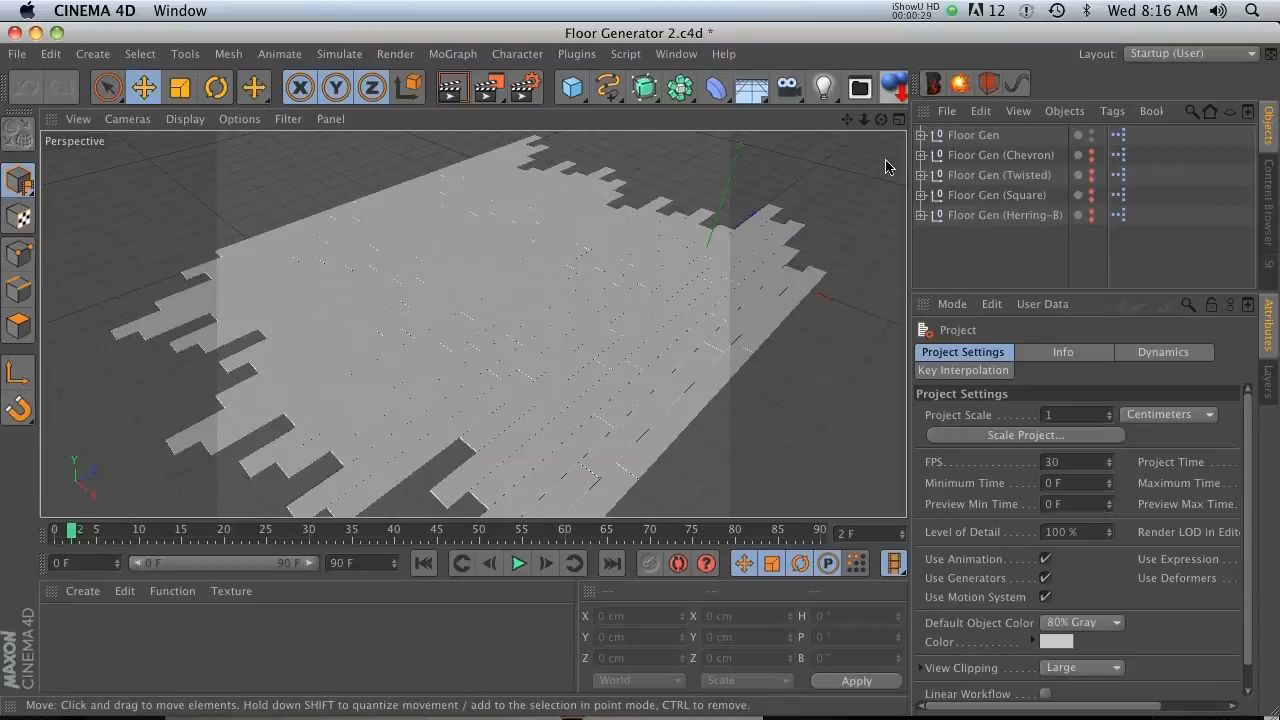 CINEMA 4D Window
iShowU HD
00:00:29
12
Wed 8:16 AM
Floor Generator 2.c4d *
File Edit Create Select Tools Mesh Animate Simulate Render MoGraph Character Plugins Script Window Help
Layout: Startup (User)
View Cameras Display Options Filter Panel
File Edit View Objects Tags Bool
Perspective
Floor Gen
Floor Gen (Chevron)
Floor Gen (Twisted)
Floor Gen (Square)
Floor Gen (Herring-B)
Objects
Content Browser
St
Mode Edit User Data
Attributes
Layers
Project
Project Settings Info Dynamics
Key Interpolation
Project Settings
Project Scale 1 Centimeters
Scale Project...
FPS 30 Project Time
Minimum Time 0 F Maximum Time
Preview Min Time 0 F Preview Max Time
Level of Detail 100 % Render LOD in Edit
Use Animation Use Expression
Use Generators Use Deformers
Use Motion System
Default Object Color 80% Gray
Color
View Clipping Large
Linear Workflow
Y
Z
X
0 2 5 10 15 20 25 30 35 40 45 50 55 60 65 70 75 80 85 90 2 F
0 F 0 F 90 F 90 F
Create Edit Function Texture
-- -- --
X 0 cm X 0 cm H 0 °
Y 0 cm Y 0 cm P 0 °
Z 0 cm Z 0 cm B 0 °
World Scale Apply
MAXON
CINEMA 4D
Move: Click and drag to move elements. Hold down SHIFT to quantize movement / add to the selection in point mode, CTRL to remove.